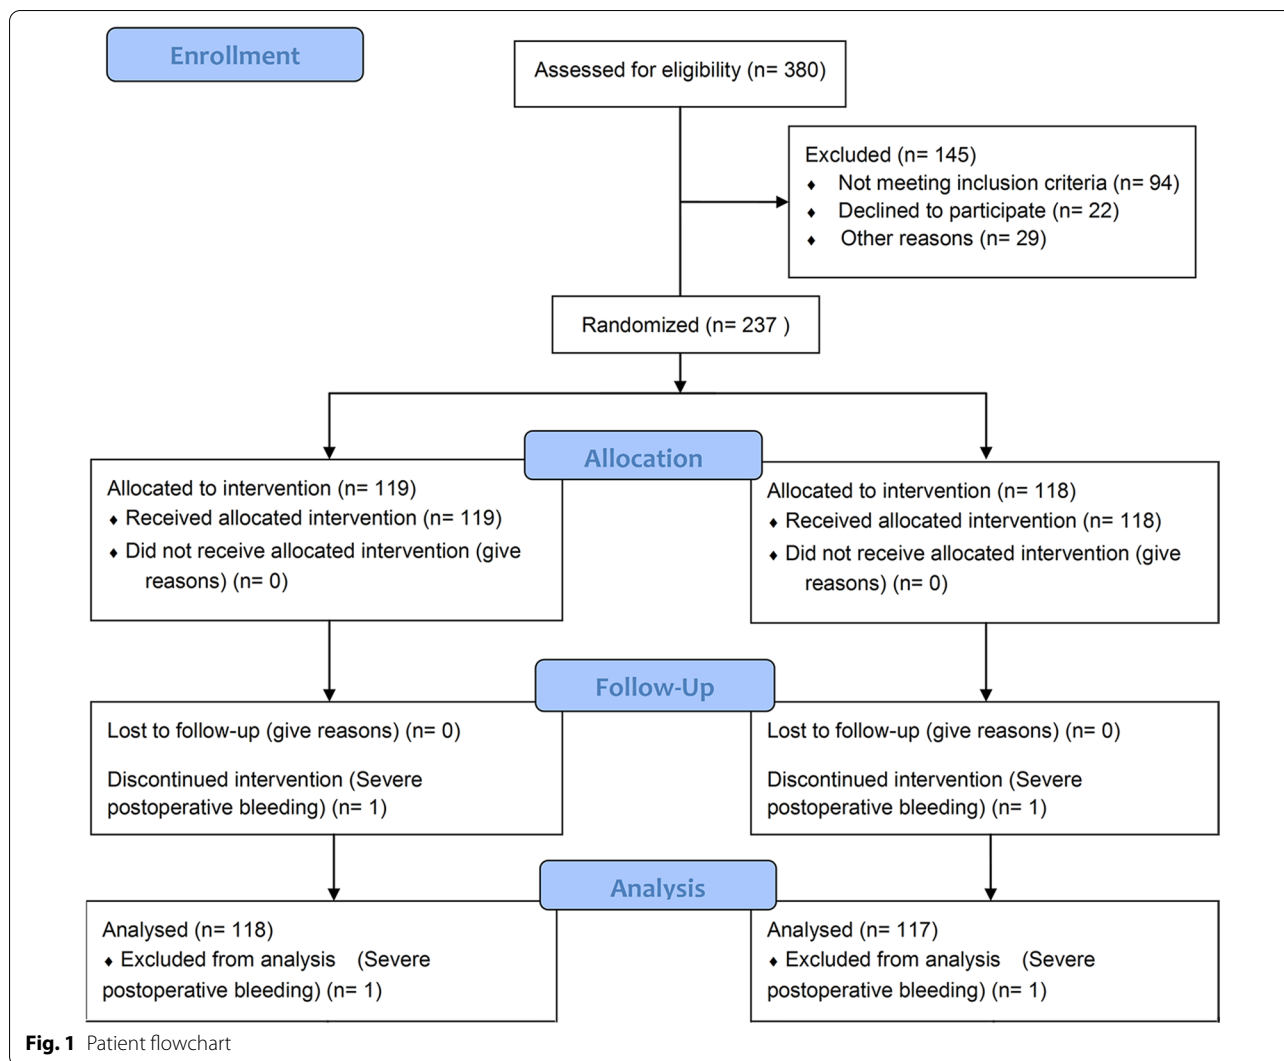 Enrollment
Assessed for eligibility (n= 380)
Excluded (n= 145)
♦ Not meeting inclusion criteria (n= 94)
♦ Declined to participate (n= 22)
♦ Other reasons (n= 29)
Randomized (n= 237 )
Allocation
Allocated to intervention (n= 119)
♦ Received allocated intervention (n= 119)
♦ Did not receive allocated intervention (give
reasons) (n= 0)
Allocated to intervention (n= 118)
♦ Received allocated intervention (n= 118)
♦ Did not receive allocated intervention (give
reasons) (n= 0)
Follow-Up
Lost to follow-up (give reasons) (n= 0)
Discontinued intervention (Severe
postoperative bleeding) (n= 1)
Lost to follow-up (give reasons) (n= 0)
Discontinued intervention (Severe
postoperative bleeding) (n= 1)
Analysis
Analysed (n= 118)
♦ Excluded from analysis (Severe
postoperative bleeding) (n= 1)
Analysed (n= 117)
♦ Excluded from analysis (Severe
postoperative bleeding) (n= 1)
Fig. 1 Patient flowchart